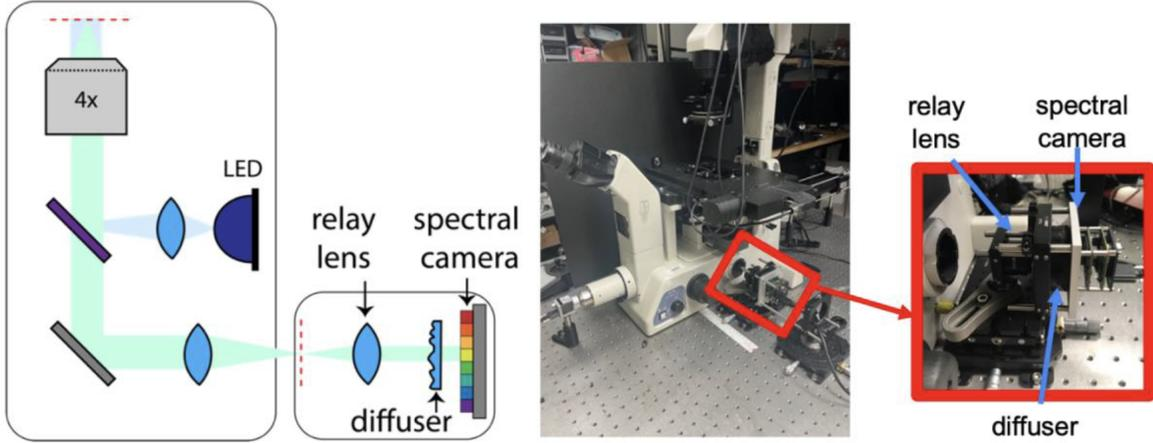 4x
LED
relay
lens
spectral
camera
diffuser
relay
lens
spectral
camera
diffuser